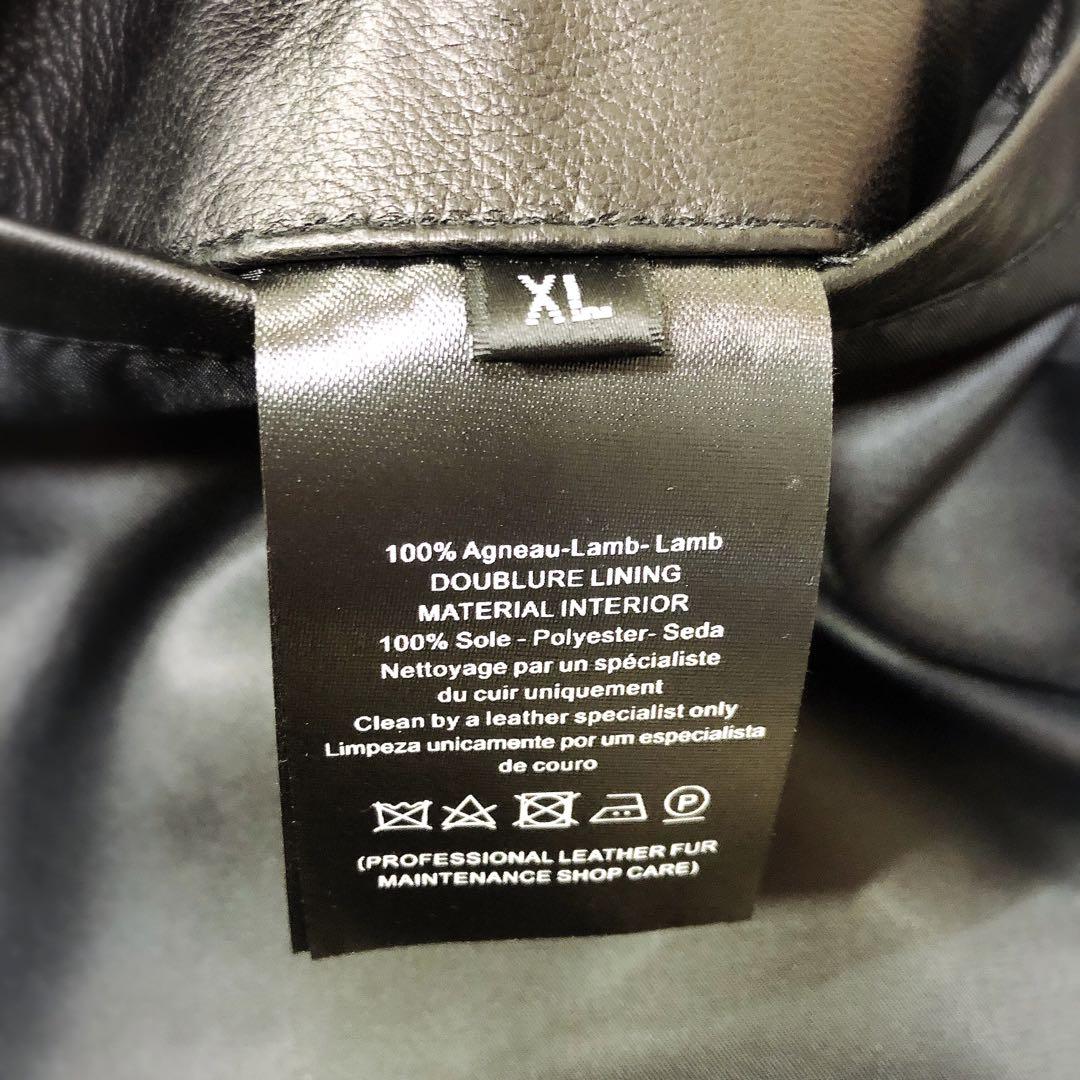 XL
100% Agneau-Lamb- Lamb
DOUBLURE LINING
MATERIAL INTERIOR
100% Sole - Polyester- Seda
Nettoyage par un spécialiste
du cuir uniquement
Clean by a leather specialist only
Limpeza unicamente por um especialista
de couro
P
(PROFESSIONAL LEATHER FUR
MAINTENANCE SHOP CARE)